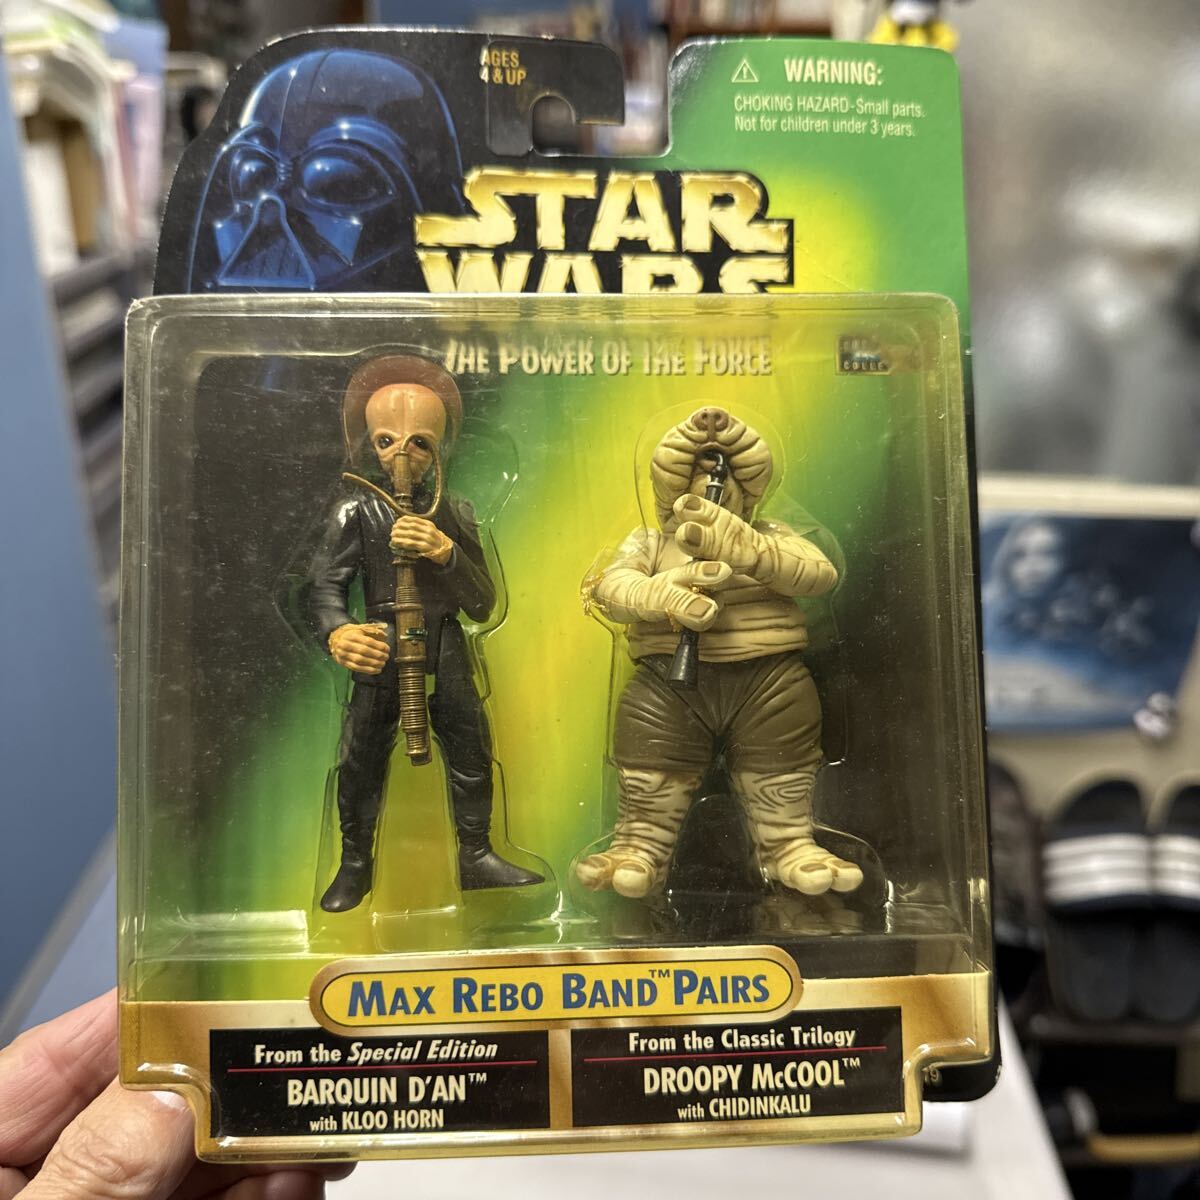 AGES
4 & UP
WARNING:
CHOKING HAZARD-Small parts.
Not for children under 3 years.
STAR
WARS
THE POWER OF THE FORCE
COLLE
MAX REBO BAND™ PAIRS
From the Special Edition
BARQUIN D'AN™
with KLOO HORN
From the Classic Trilogy
DROOPY McCOOL™
with CHIDINKALU